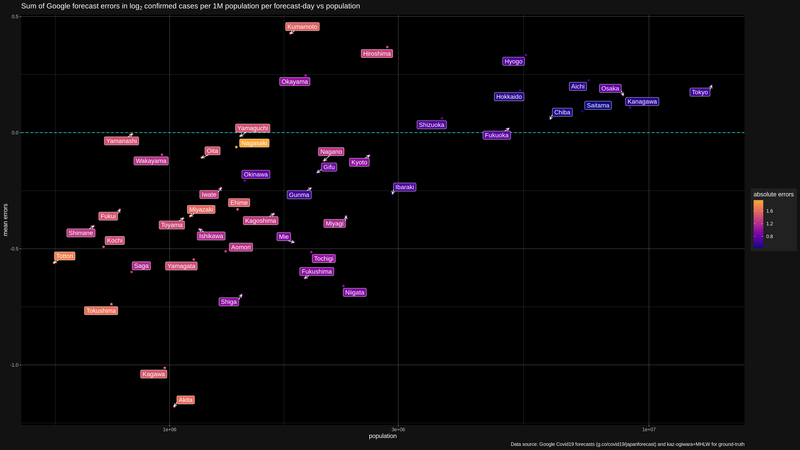 Sum of Google forecast errors in log2 confirmed cases per 1M population per forecast-day vs population
0.5
Kumamoto
Hiroshima
Hyogo
Okayama
Aichi
Osaka
Tokyo
Hokkaido
Kanagawa
Saitama
Chiba
Shizuoka
Yamaguchi
0.0
Fukuoka
Yamanashi
Nagasaki
Oita
Nagano
Wakayama
Kyoto
Gifu
Okinawa
Ibaraki
Iwate
Gunma
Ehime
Miyazaki
absolute errors
1.6
1.2
0.8
mean errors
Fukui
Kagoshima
Toyama
Miyagi
Shimane
Ishikawa
Mie
Kochi
Aomori
-0.5
Tottori
Tochigi
Saga
Yamagata
Fukushima
Niigata
Shiga
Tokushima
-1.0
Kagawa
Akita
1e+06
3e+06
1e+07
population
Data source: Google Covid19 forecasts (g.co/covid19/japanforecast) and kaz-ogiwara+MHLW for ground-truth